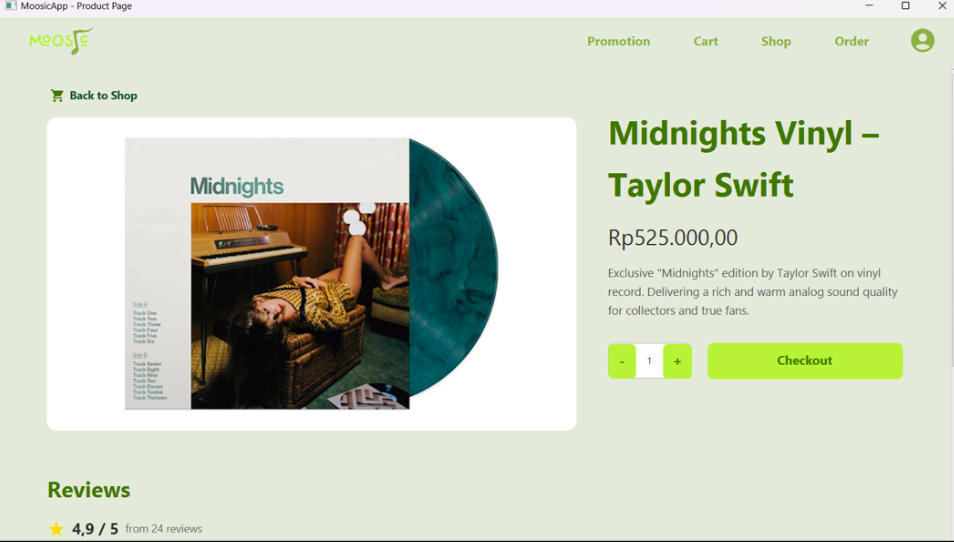 MoosicApp - Product Page
MOOSIC
Promotion
Cart
Shop
Order
Back to Shop
Midnights
Side A
Track One
Track Two
Track Three
Track Four
Track Five
Track Six
Side B
Track Seven
Track Eight
Track Nine
Track Ten
Track Eleven
Track Twelve
Track Thirteen
Midnights Vinyl –
Taylor Swift
Rp525.000,00
Exclusive "Midnights" edition by Taylor Swift on vinyl
record. Delivering a rich and warm analog sound quality
for collectors and true fans.
- 1 +
Checkout
Reviews
4,9 / 5 from 24 reviews